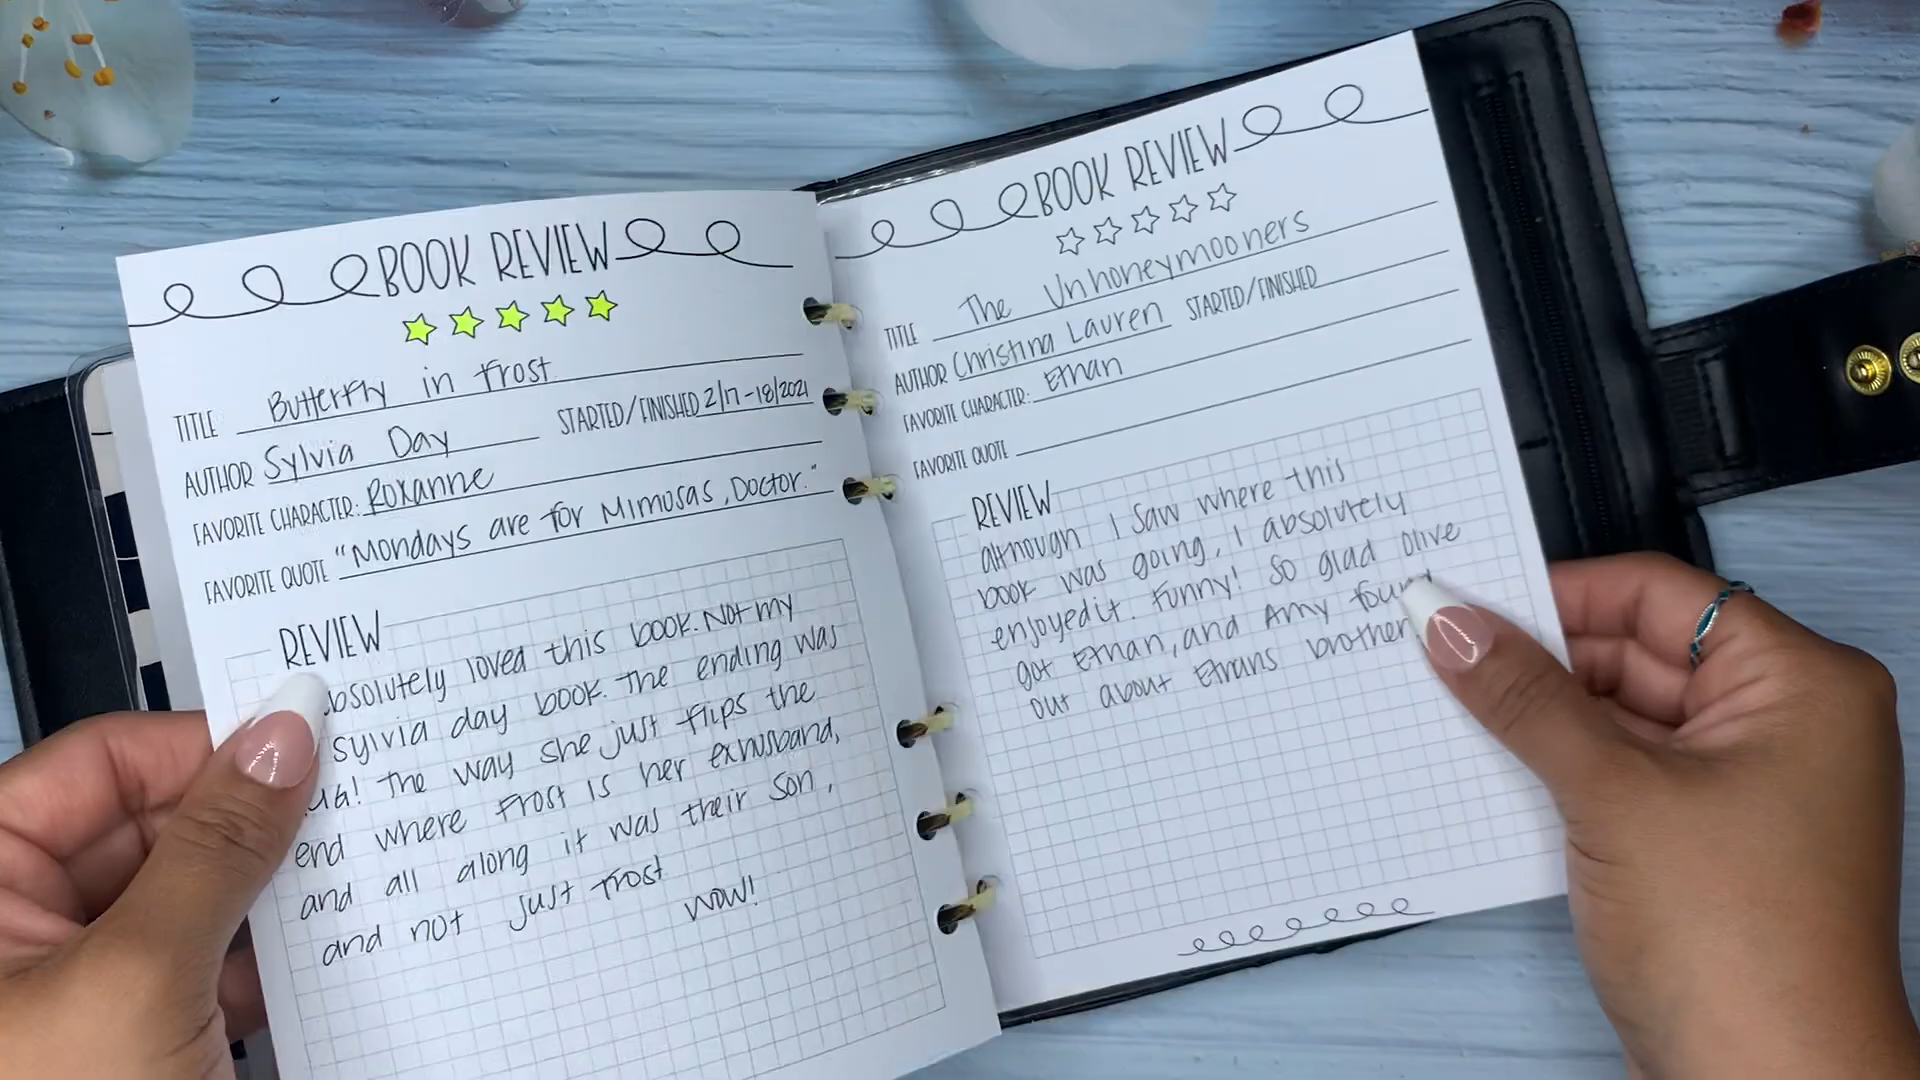 BOOK REVIEW
TITLE Butterfly in Frost
AUTHOR Sylvia Day STARTED/FINISHED 2/17-18/2021
FAVORITE CHARACTER: Roxanne
FAVORITE QUOTE "Mondays are for Mimosas, Doctor."
REVIEW
absolutely loved this book. Not my
Sylvia day book. The ending was
The way she just flips the
end where Frost is her exhusband,
and all along it was their son,
and not just Frost
WOW!
BOOK REVIEW
TITLE The Unhoneymooners
AUTHOR Christina Lauren STARTED/FINISHED
FAVORITE CHARACTER: Ethan
FAVORITE QUOTE
REVIEW
although I saw where this
book was going, I absolutely
enjoyed it. Funny! So glad Olive
got Ethan, and Amy found
out about Ethans brother